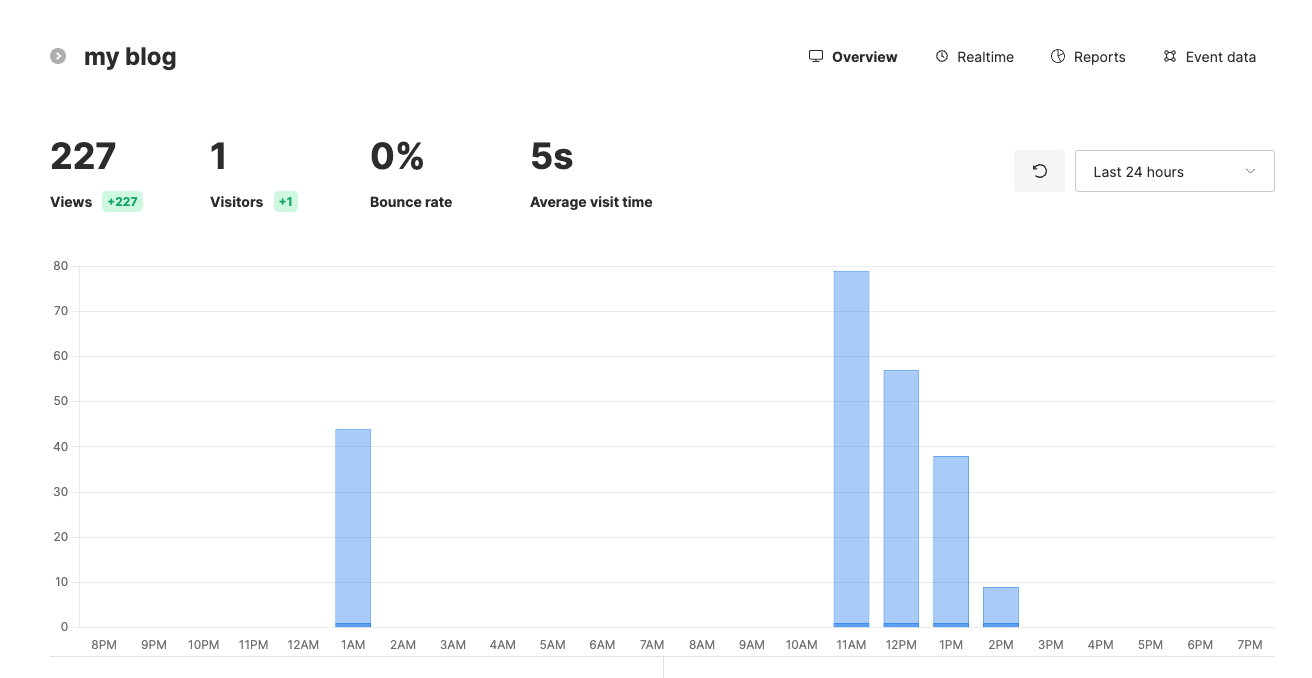 my blog
Overview Realtime Reports Event data
227 1 0% 5s
Views +227 Visitors +1 Bounce rate Average visit time
Last 24 hours
80
70
60
50
40
30
20
10
0
8PM 9PM 10PM 11PM 12AM 1AM 2AM 3AM 4AM 5AM 6AM 7AM 8AM 9AM 10AM 11AM 12PM 1PM 2PM 3PM 4PM 5PM 6PM 7PM